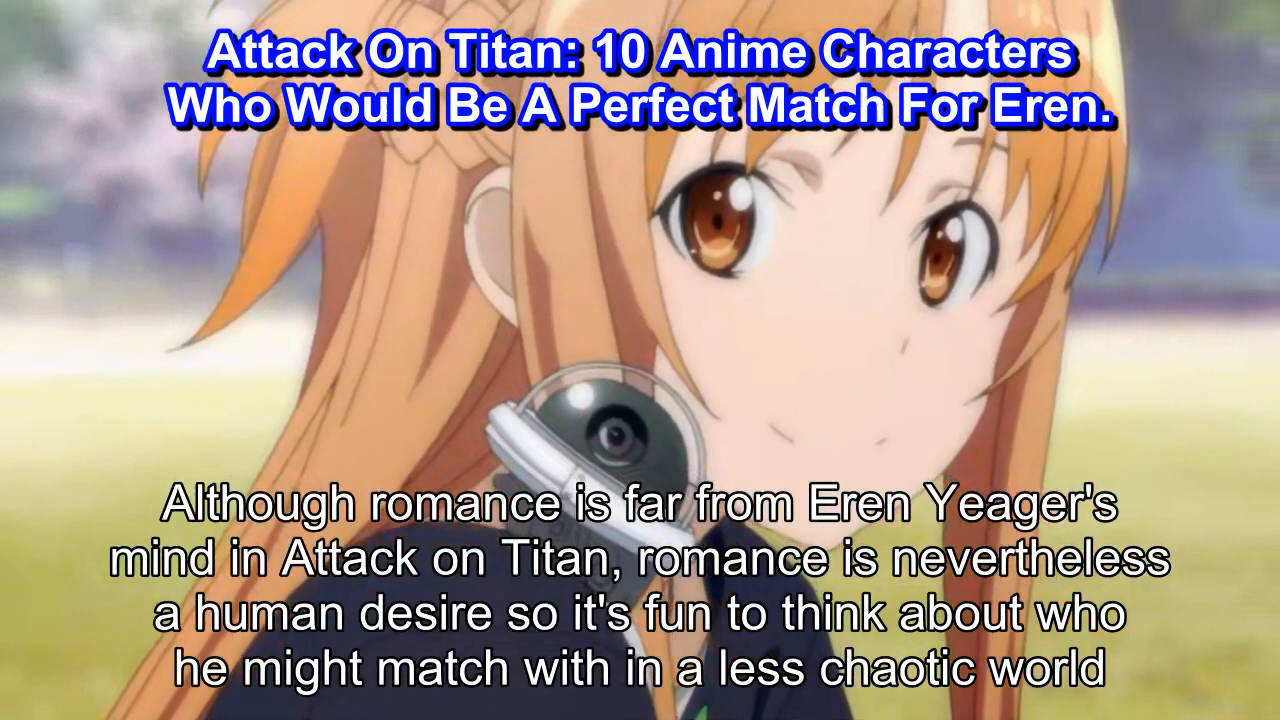 Attack On Titan: 10 Anime Characters
Who Would Be A Perfect Match For Eren.
Although romance is far from Eren Yeager's
mind in Attack on Titan, romance is nevertheless
a human desire so it's fun to think about who
he might match with in a less chaotic world